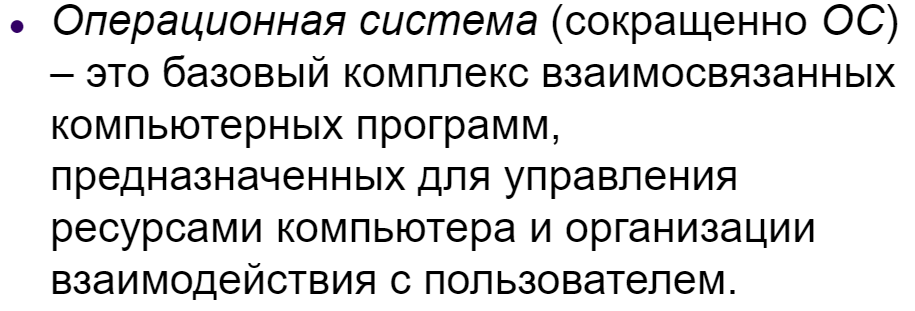 • Операционная система (сокращенно ОС)
– это базовый комплекс взаимосвязанных
компьютерных программ,
предназначенных для управления
ресурсами компьютера и организации
взаимодействия с пользователем.